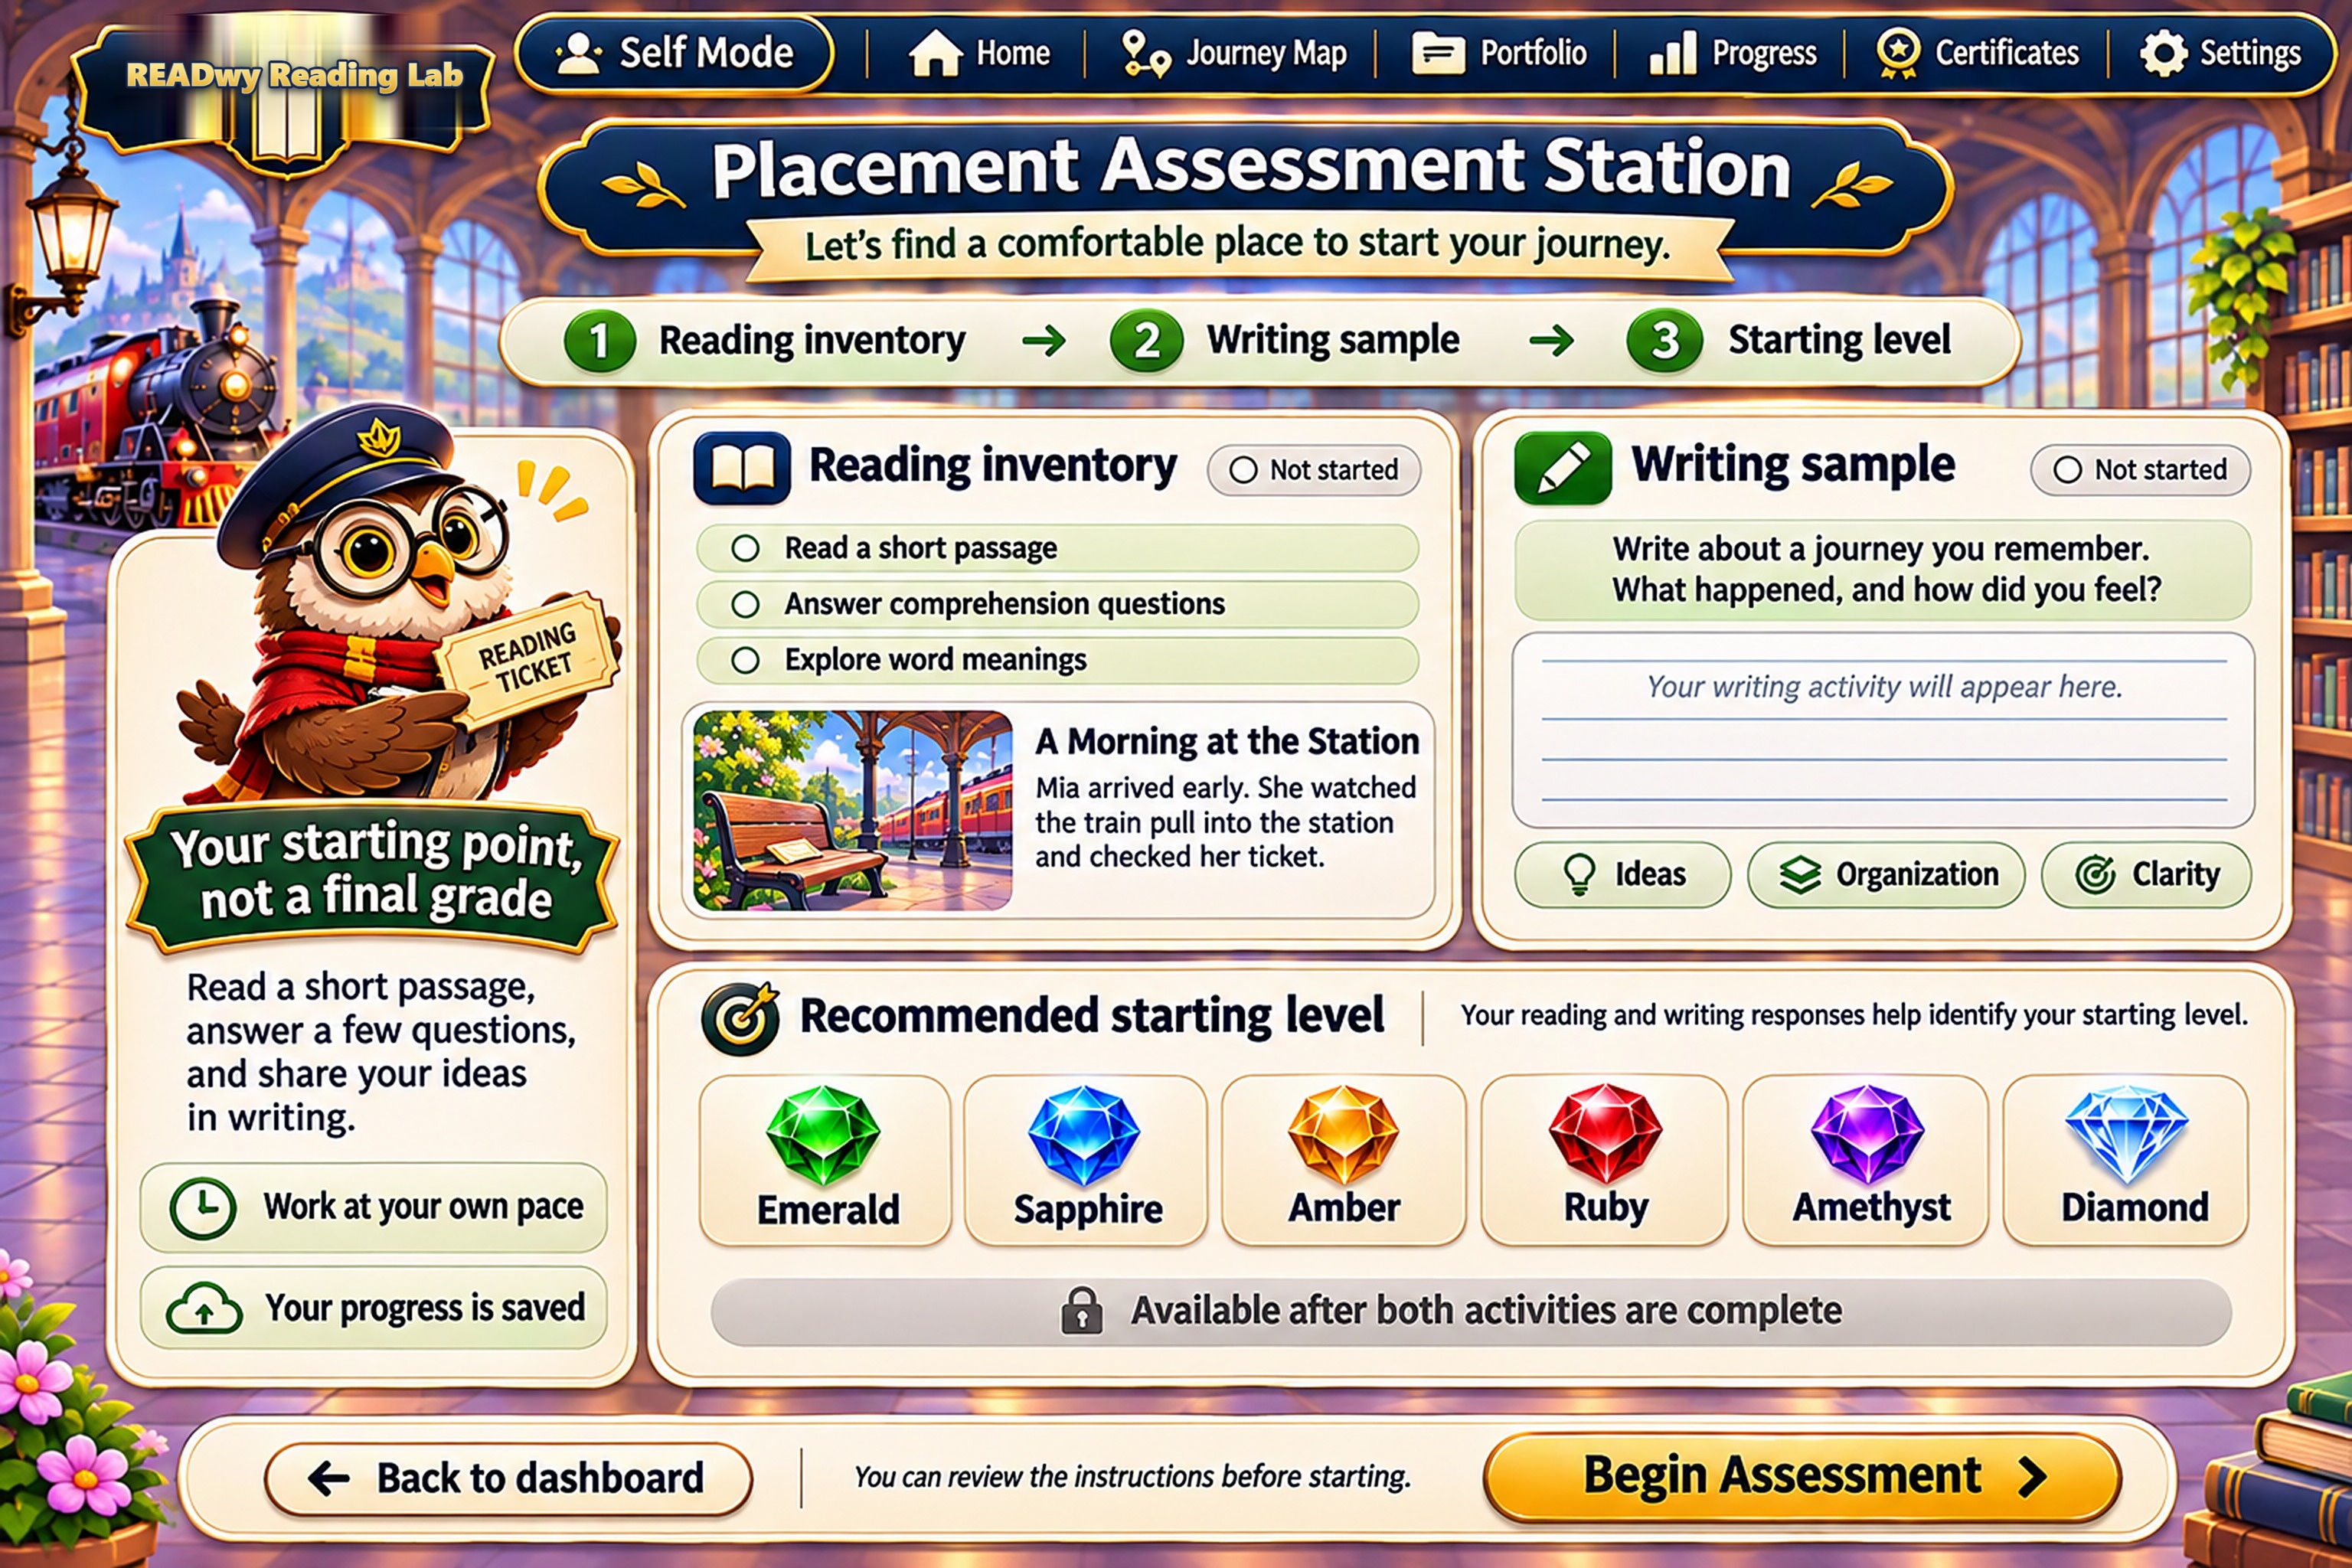 READwy Reading Lab
Self Mode
Home
Journey Map
Portfolio
Progress
Certificates
Settings
Placement Assessment Station
Let's find a comfortable place to start your journey.
1 Reading inventory → 2 Writing sample → 3 Starting level
READING
TICKET
Your starting point,
not a final grade
Read a short passage,
answer a few questions,
and share your ideas
in writing.
Work at your own pace
Your progress is saved
Reading inventory
Not started
Read a short passage
Answer comprehension questions
Explore word meanings
A Morning at the Station
Mia arrived early. She watched
the train pull into the station
and checked her ticket.
Writing sample
Not started
Write about a journey you remember.
What happened, and how did you feel?
Your writing activity will appear here.
Ideas
Organization
Clarity
Recommended starting level
Your reading and writing responses help identify your starting level.
Emerald
Sapphire
Amber
Ruby
Amethyst
Diamond
Available after both activities are complete
← Back to dashboard
You can review the instructions before starting.
Begin Assessment >